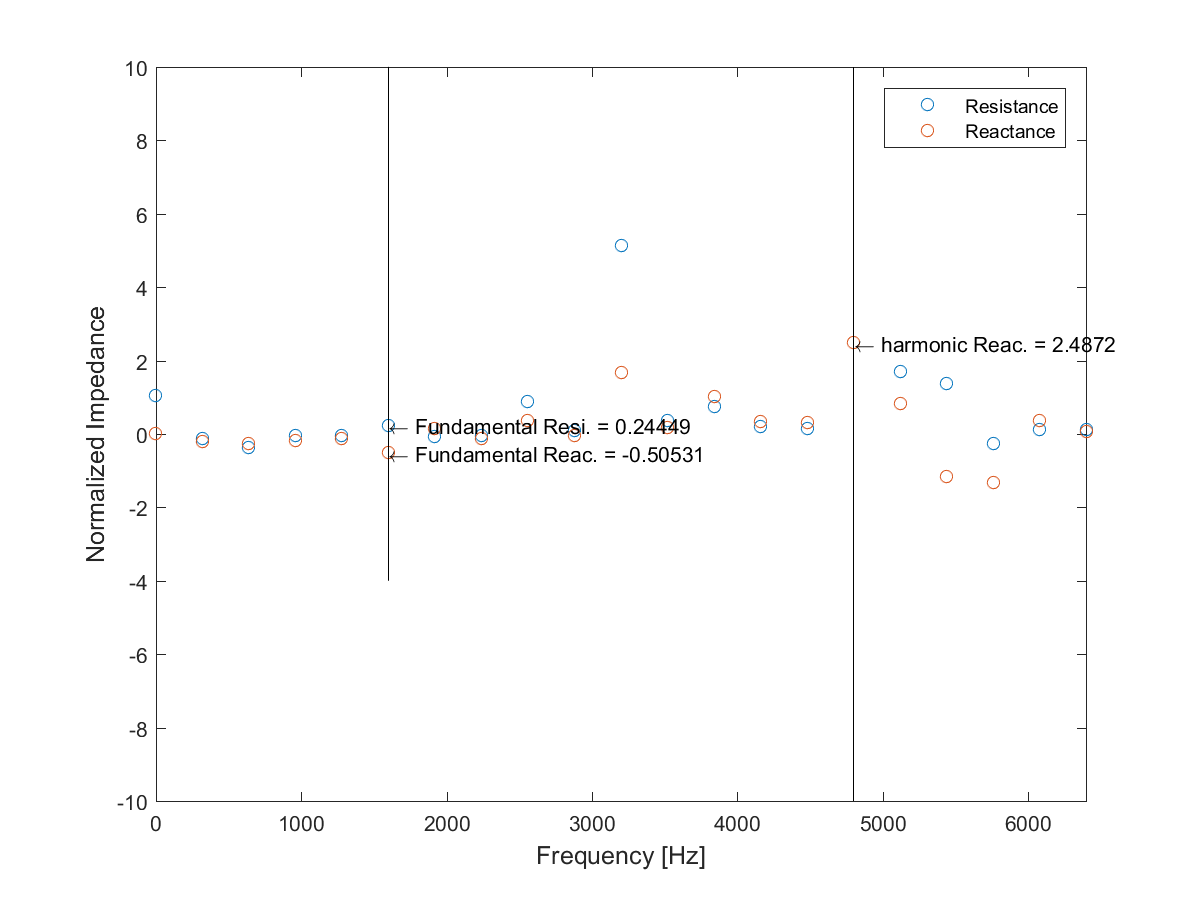 10
8
6
4
2
0
-2
-4
-6
-8
-10
Normalized Impedance
Resistance
Reactance
harmonic Reac. = 2.4872
Fundamental Resi. = 0.24449
Fundamental Reac. = -0.50531
0 1000 2000 3000 4000 5000 6000
Frequency [Hz]